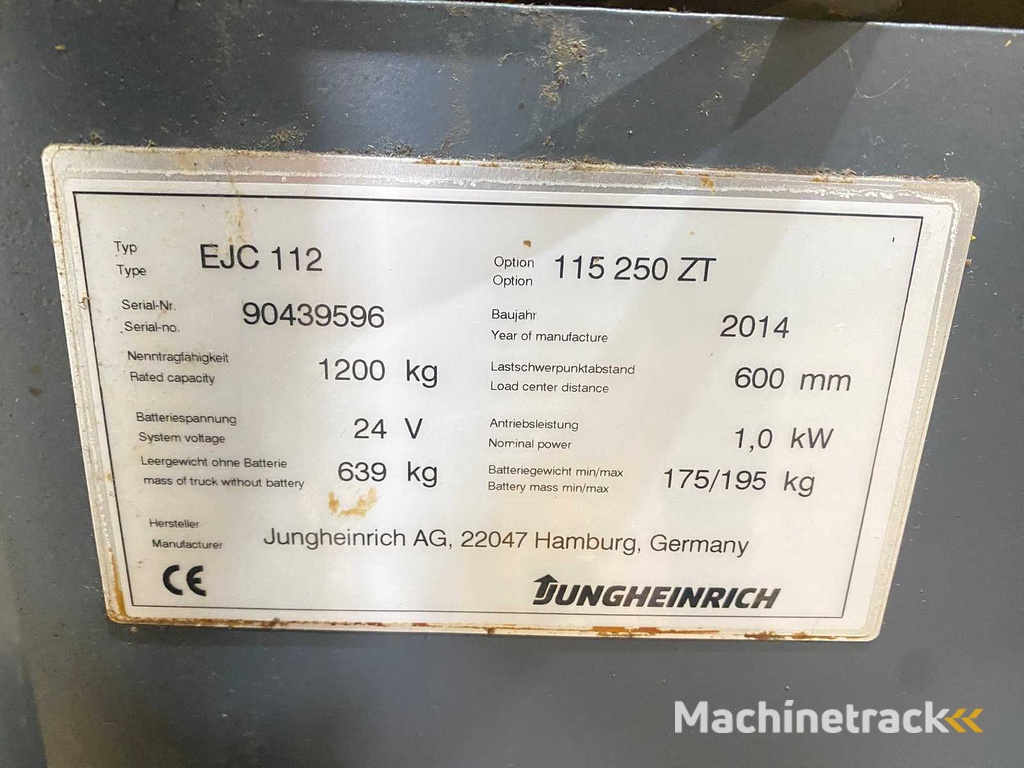 Typ
Type
EJC 112
Option
Option
115 250 ZT
Serial-Nr.
Serial-no.
90439596
Baujahr
Year of manufacture
2014
Nenntragfähigkeit
Rated capacity
1200 kg
Lastschwerpunktabstand
Load center distance
600 mm
Batteriespannung
System voltage
24 V
Antriebsleistung
Nominal power
1,0 kW
Leergewicht ohne Batterie
mass of truck without battery
639 kg
Batteriegewicht min/max
Battery mass min/max
175/195 kg
Hersteller
Manufacturer
Jungheinrich AG, 22047 Hamburg, Germany
CE
JUNGHEINRICH
Machinetrack